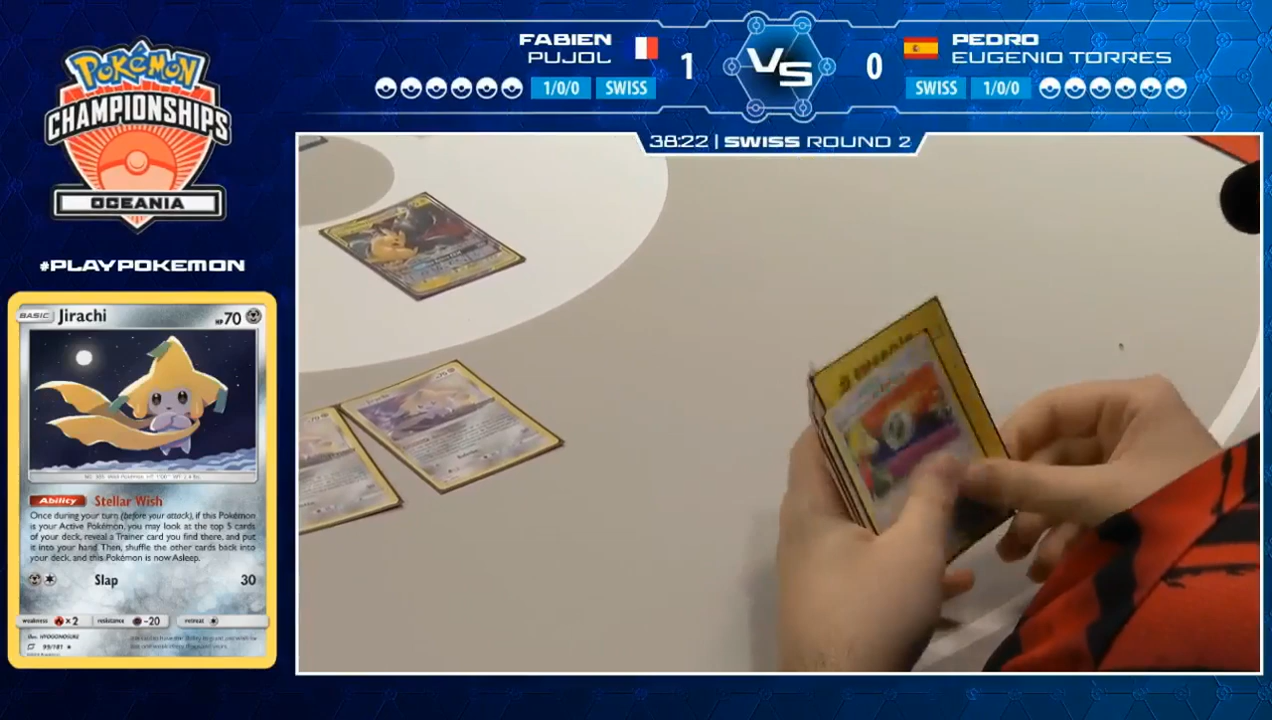 Pokémon
CHAMPIONSHIPS
OCEANIA
#PLAYPOKEMON
FABIEN
PUJOL
1
VS
0
PEDRO
EUGENIO TORRES
1/0/0
SWISS
SWISS
1/0/0
38:22 | SWISS ROUND 2
BASIC
Jirachi
HP 70
Ability Stellar Wish
Once during your turn (before your attack), if this Pokémon
is your Active Pokémon, you may look at the top 5 cards
of your deck, reveal a Trainer card you find there, and put
it into your hand. Then, shuffle the other cards back into
your deck, and this Pokémon is now Asleep.
Slap 30
weakness ×2 resistance -20 retreat
99/181